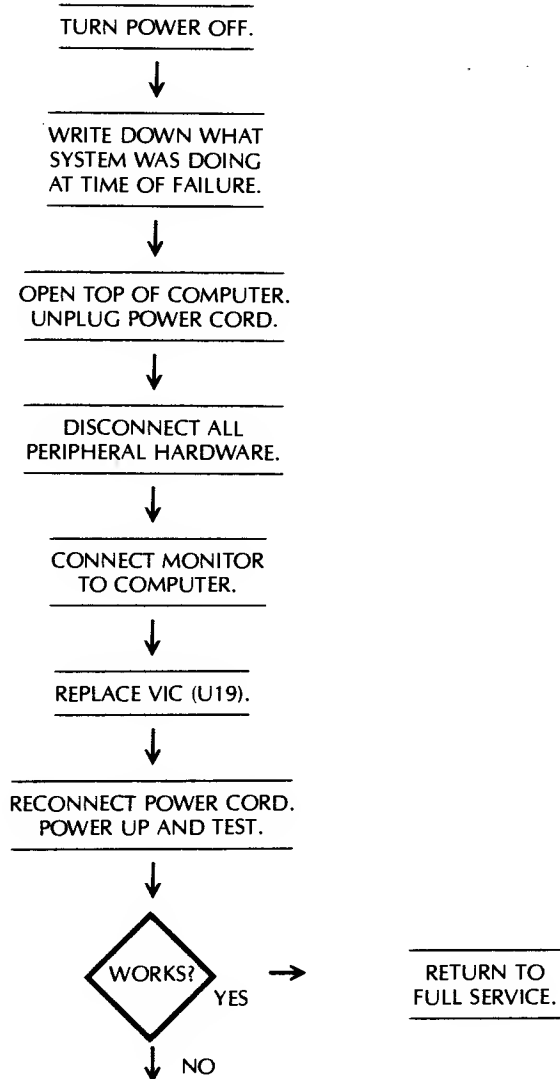 TURN POWER OFF.
WRITE DOWN WHAT
SYSTEM WAS DOING
AT TIME OF FAILURE.
OPEN TOP OF COMPUTER.
UNPLUG POWER CORD.
DISCONNECT ALL
PERIPHERAL HARDWARE.
CONNECT MONITOR
TO COMPUTER.
REPLACE VIC (U19).
RECONNECT POWER CORD.
POWER UP AND TEST.
WORKS?
YES
RETURN TO
FULL SERVICE.
NO